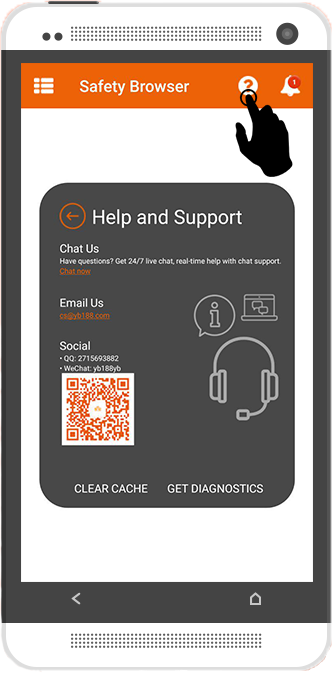 Safety Browser
?
1
Help and Support
Chat Us
Have questions? Get 24/7 live chat, real-time help with chat support.
Chat now
Email Us
cs@yb188.com
Social
• QQ: 2715693882
• WeChat: yb188yb
CLEAR CACHE GET DIAGNOSTICS